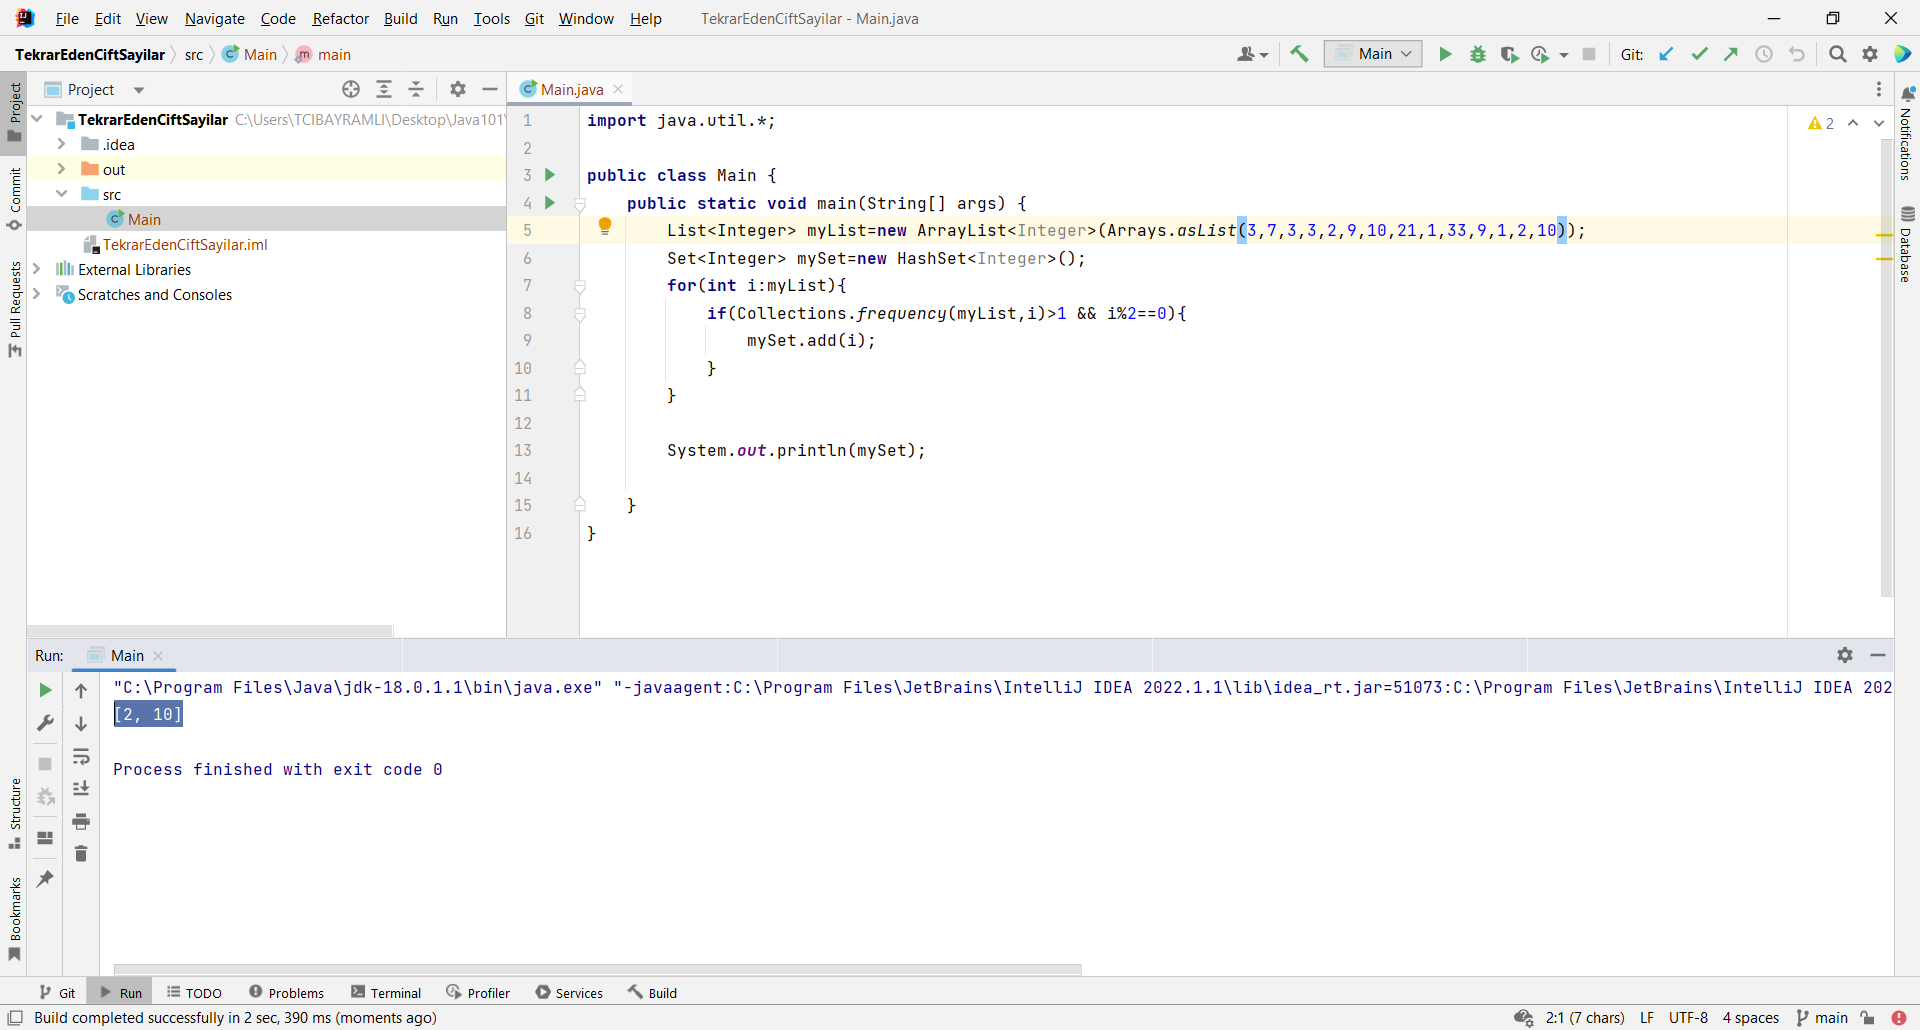 File Edit View Navigate Code Refactor Build Run Tools Git Window Help TekrarEdenCiftSayilar - Main.java
TekrarEdenCiftSayilar src Main main Main Git:
Project
Main.java
Project
Commit
Pull Requests
Structure
Bookmarks
Notifications
Database
TekrarEdenCiftSayilar C:\Users\TCIBAYRAMLI\Desktop\Java101\
.idea
out
src
Main
TekrarEdenCiftSayilar.iml
External Libraries
Scratches and Consoles
2
1 import java.util.*;
2
3 public class Main {
4 public static void main(String[] args) {
5 List<Integer> myList=new ArrayList<Integer>(Arrays.asList(3,7,3,3,2,9,10,21,1,33,9,1,2,10));
6 Set<Integer> mySet=new HashSet<Integer>();
7 for(int i:myList){
8 if(Collections.frequency(myList,i)>1 && i%2==0){
9 mySet.add(i);
10 }
11 }
12
13 System.out.println(mySet);
14
15 }
16 }
Run: Main
"C:\Program Files\Java\jdk-18.0.1.1\bin\java.exe" "-javaagent:C:\Program Files\JetBrains\IntelliJ IDEA 2022.1.1\lib\idea_rt.jar=51073:C:\Program Files\JetBrains\IntelliJ IDEA 202
[2, 10]
Process finished with exit code 0
Git Run TODO Problems Terminal Profiler Services Build
Build completed successfully in 2 sec, 390 ms (moments ago) 2:1 (7 chars) LF UTF-8 4 spaces main